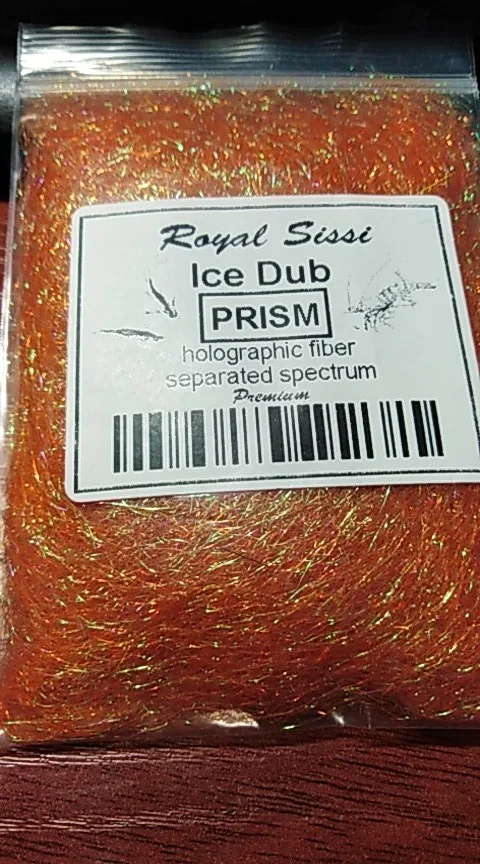 Royal Sissi
Ice Dub
PRISM
holographic fiber
separated spectrum
Premium